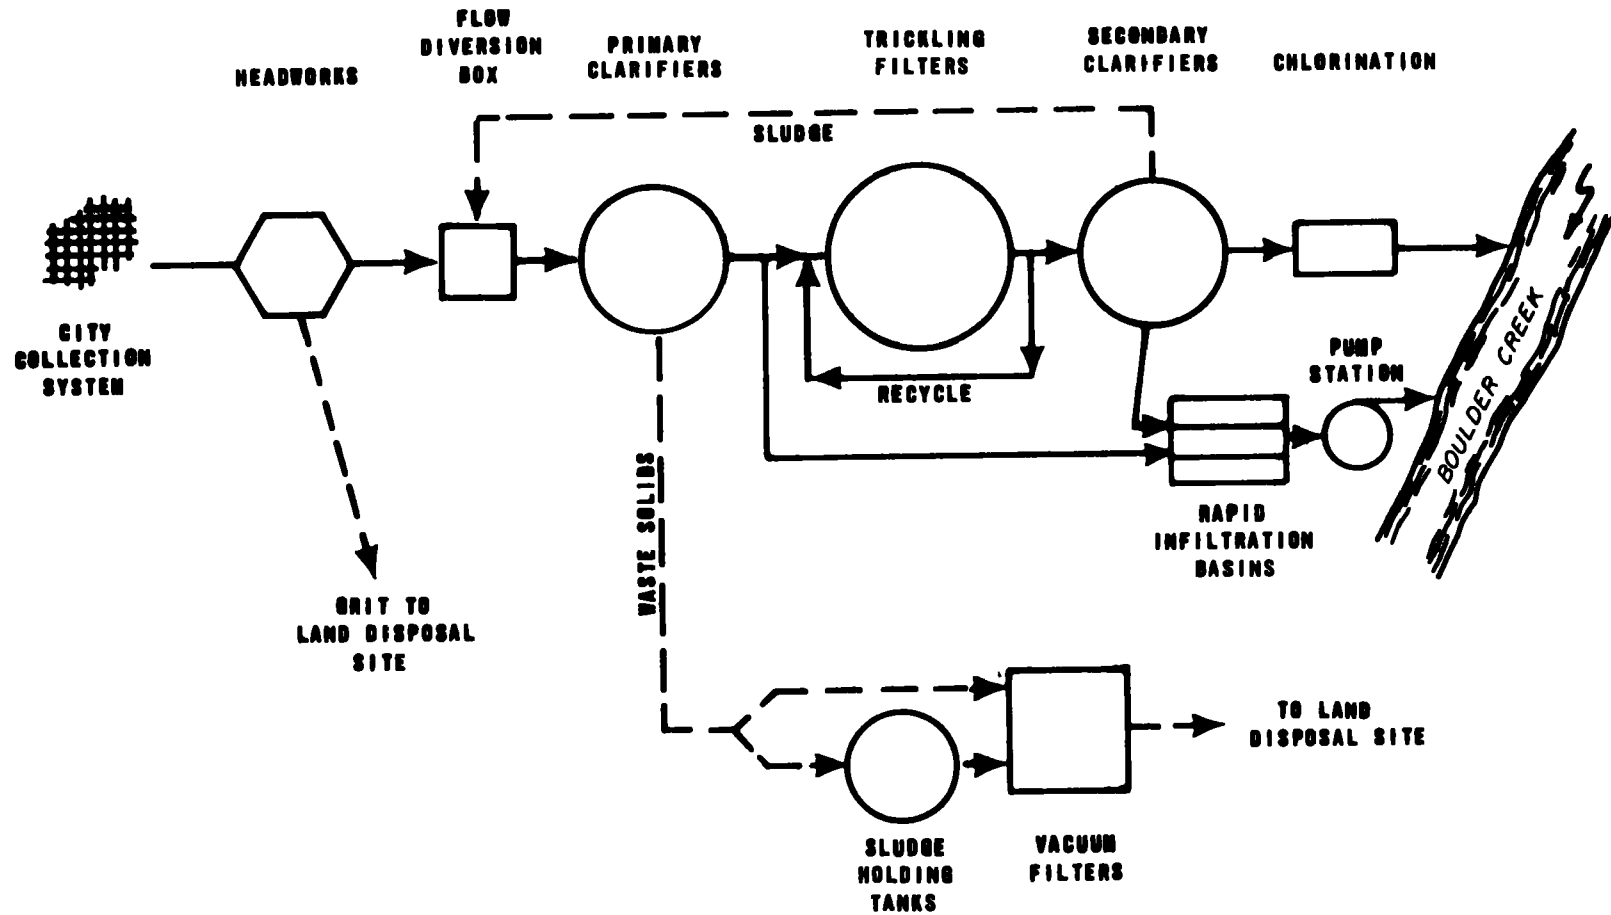 FLOW
DIVERSION
BOX
HEADWORKS
PRIMARY
CLARIFIERS
TRICKLING
FILTERS
SECONDARY
CLARIFIERS
CHLORINATION
SLUDGE
CITY
COLLECTION
SYSTEM
RECYCLE
PUMP
STATION
BOULDER CREEK
WASTE SOLIDS
RAPID
INFILTRATION
BASINS
GRIT TO
LAND DISPOSAL
SITE
TO LAND
DISPOSAL SITE
SLUDGE
HOLDING
TANKS
VACUUM
FILTERS